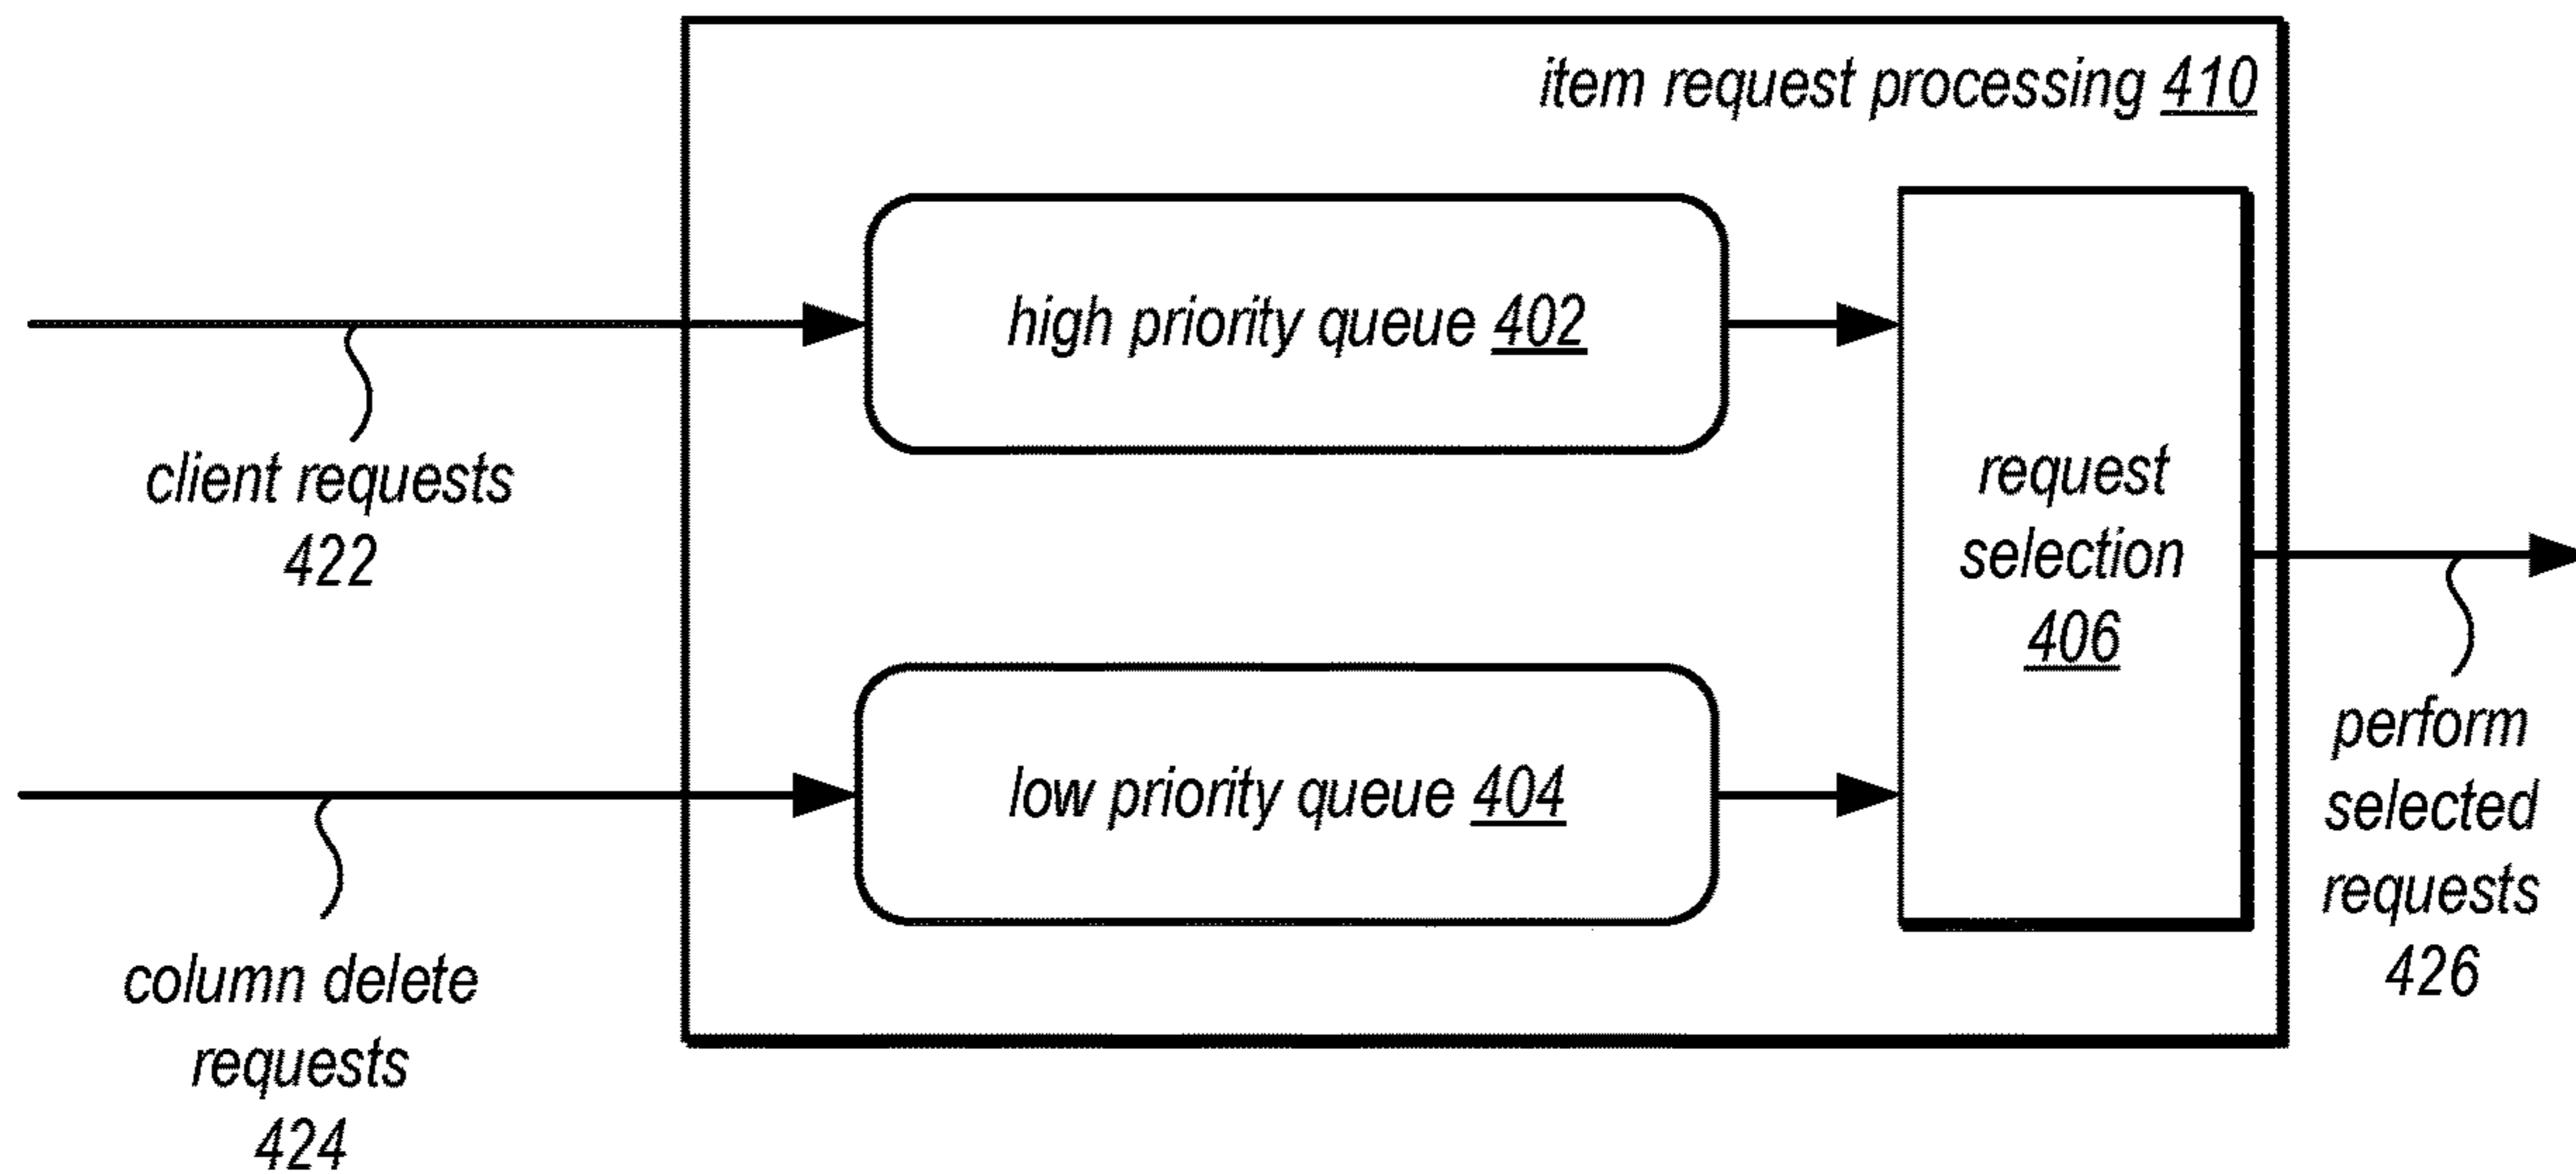 item request processing 410
high priority queue 402
client requests
422
request
selection
406
low priority queue 404
perform
selected
requests
426
column delete
requests
424